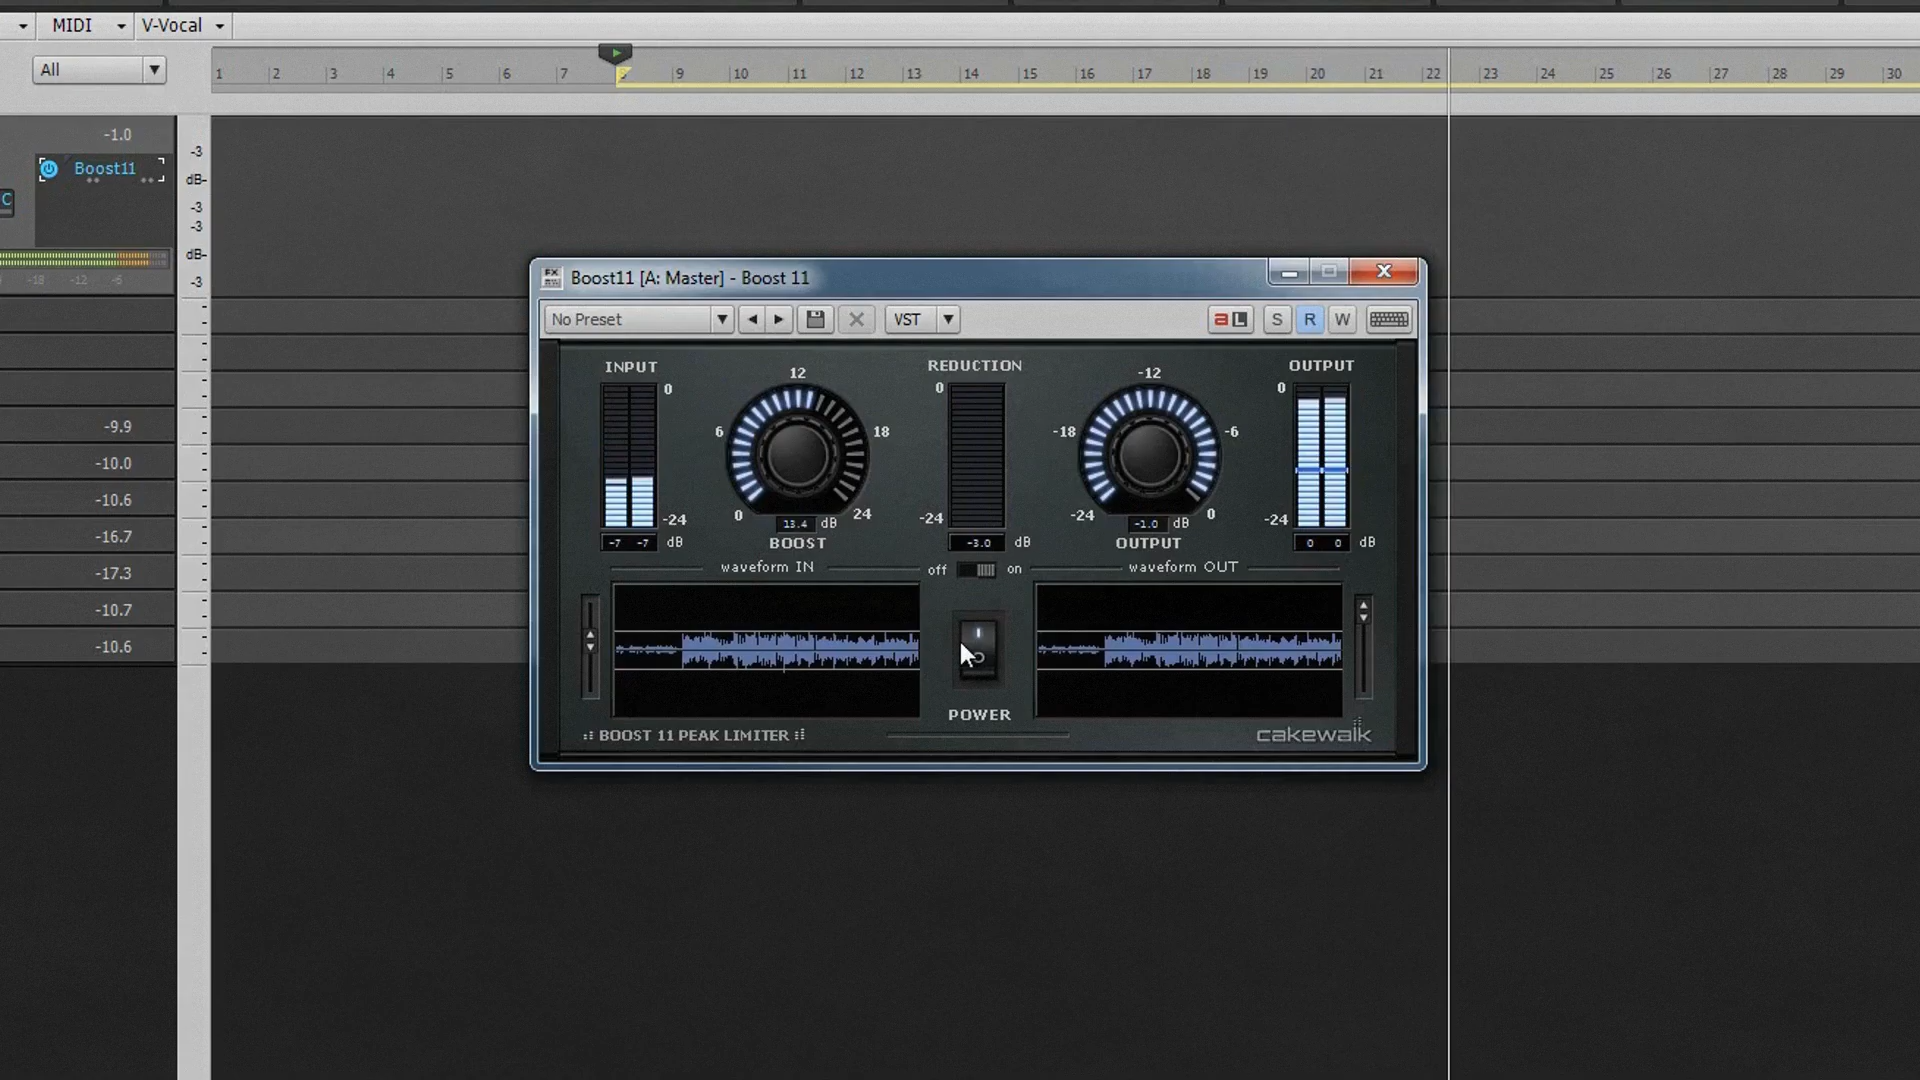 MIDI V-Vocal
All
1 2 3 4 5 6 7 8 9 10 11 12 13 14 15 16 17 18 19 20 21 22 23 24 25 26 27 28 29 30
-1.0
-3
Boost11
dB-
C
-3
-3
dB-
-18 -12 -6
-3
Boost11 [A: Master] - Boost 11
FX
No Preset
VST
a L S R W
INPUT
12
REDUCTION
-12
OUTPUT
0
0
0
6
18
-18
-6
0
24
-24
-24
-24
0
-24
13.4 dB
-1.0 dB
-7 -7 dB
BOOST
-3.0 dB
OUTPUT
0 0 dB
waveform IN
off on
waveform OUT
POWER
BOOST 11 PEAK LIMITER
cakewalk
-9.9
-10.0
-10.6
-16.7
-17.3
-10.7
-10.6